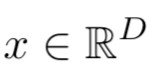 x ∈ ℝ^D